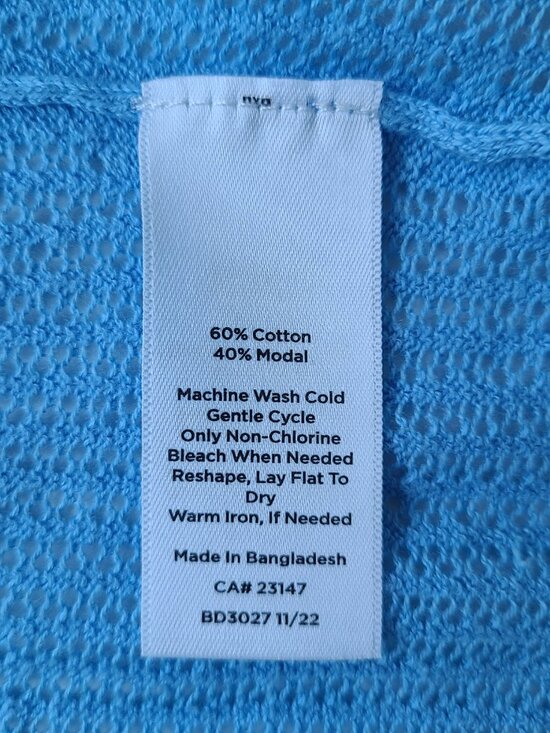 60% Cotton
40% Modal
Machine Wash Cold
Gentle Cycle
Only Non-Chlorine
Bleach When Needed
Reshape, Lay Flat To
Dry
Warm Iron, If Needed
Made In Bangladesh
CA# 23147
BD3027 11/22